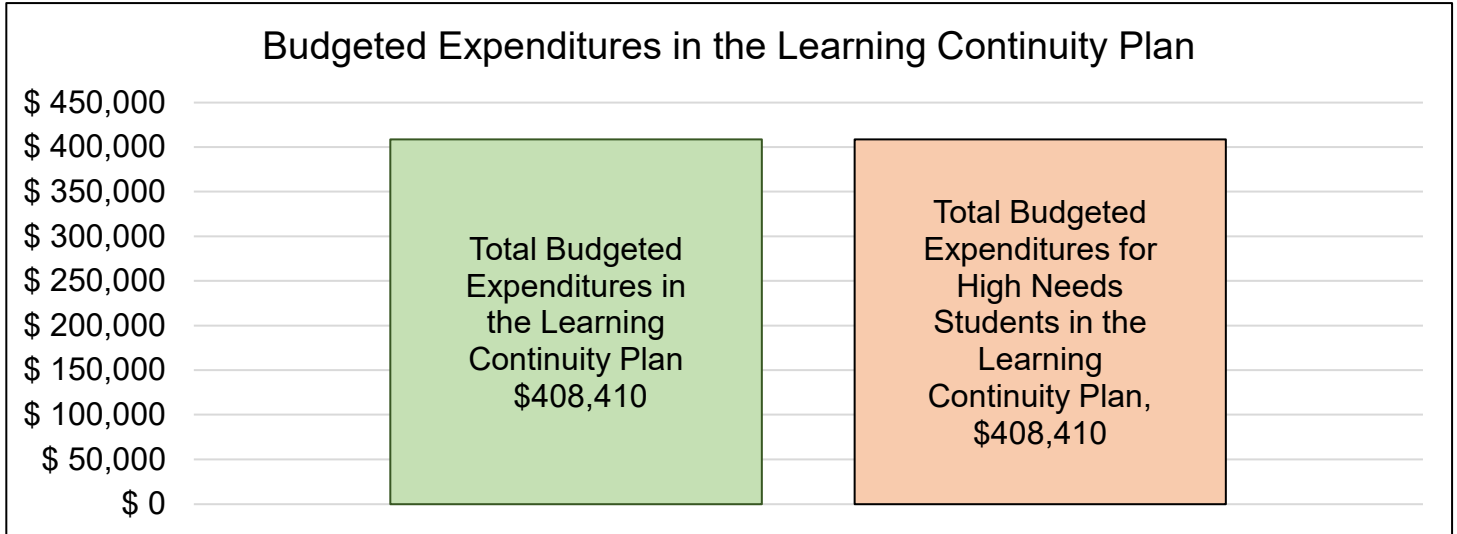 Budgeted Expenditures in the Learning Continuity Plan
$ 450,000
$ 400,000
$ 350,000
$ 300,000
$ 250,000
$ 200,000
$ 150,000
$ 100,000
$ 50,000
$ 0
Total Budgeted
Expenditures in
the Learning
Continuity Plan
$408,410
Total Budgeted
Expenditures for
High Needs
Students in the
Learning
Continuity Plan,
$408,410